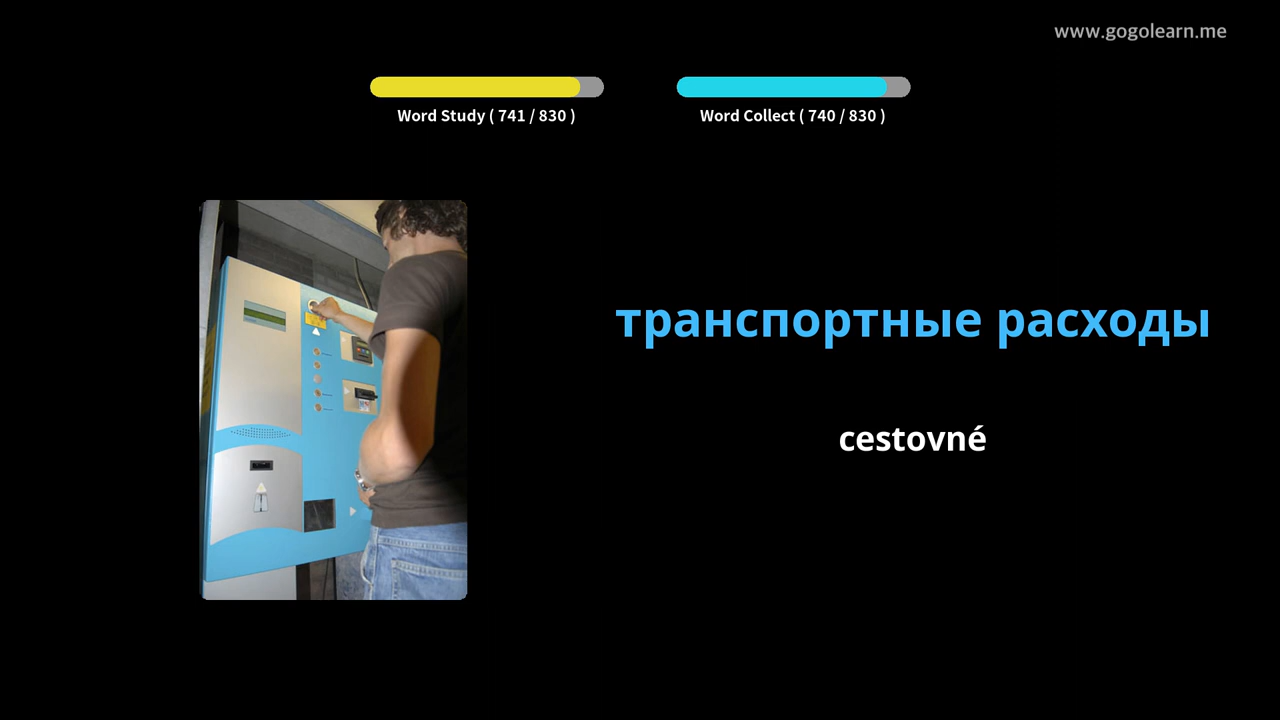 www.gogolearn.me
Word Study ( 741 / 830 )
Word Collect ( 740 / 830 )
транспортные расходы
cestovné